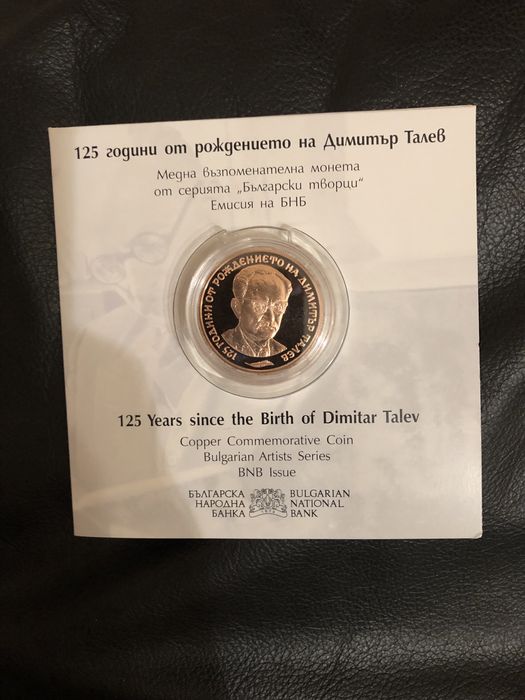 125 години от рождението на Димитър Талев
Медна възпоменателна монета
от серията „Български творци“
Емисия на БНБ
125 ГОДИНИ ОТ РОЖДЕНИЕТО НА ДИМИТЪР ТАЛЕВ
125 Years since the Birth of Dimitar Talev
Copper Commemorative Coin
Bulgarian Artists Series
BNB Issue
БЪЛГАРСКА
НАРОДНА
БАНКА
BULGARIAN
NATIONAL
BANK